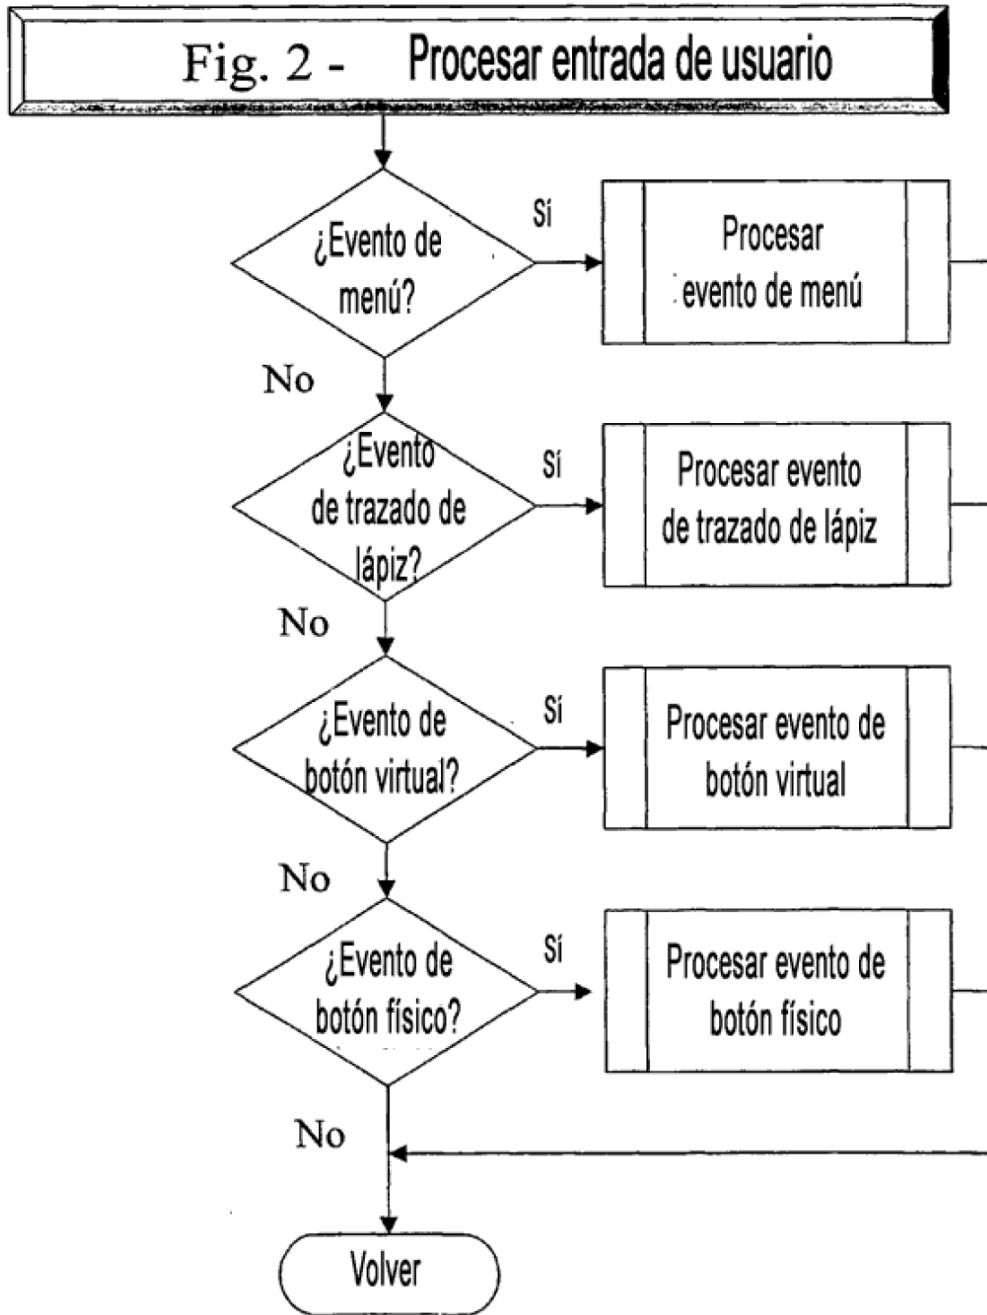 Fig. 2 - Procesar entrada de usuario
¿Evento de
menú?
Sí
Procesar
evento de menú
No
¿Evento
de trazado de
lápiz?
Sí
Procesar evento
de trazado de lápiz
No
¿Evento de
botón virtual?
Sí
Procesar evento de
botón virtual
No
¿Evento de
botón físico?
Sí
Procesar evento de
botón físico
No
Volver